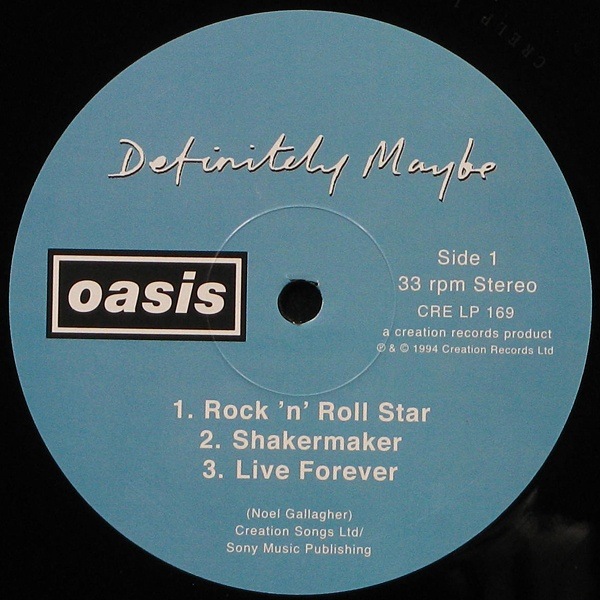 Definitely Maybe
oasis
Side 1
33 rpm Stereo
CRE LP 169
a creation records product
℗ & © 1994 Creation Records Ltd
1. Rock ’n’ Roll Star
2. Shakermaker
3. Live Forever
(Noel Gallagher)
Creation Songs Ltd/
Sony Music Publishing